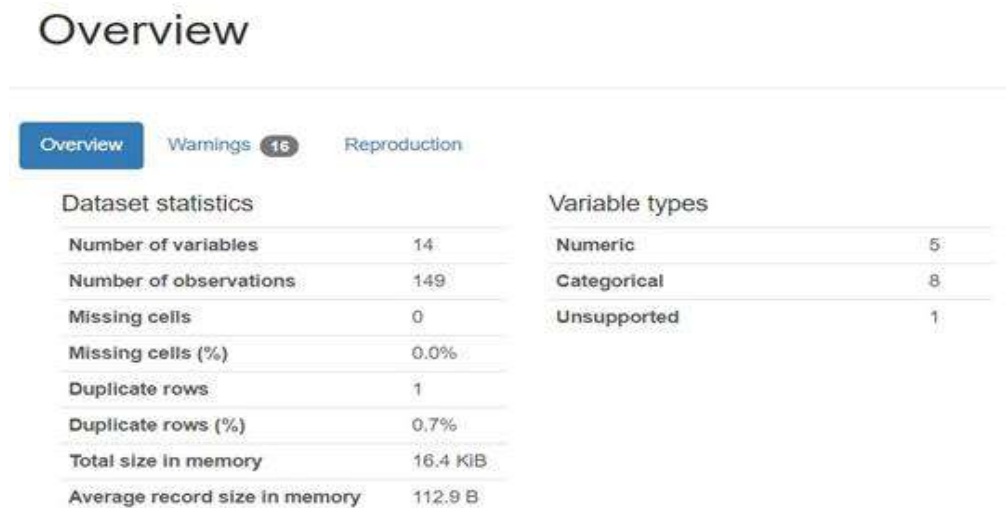 Overview
Overview Warnings 16 Reproduction
Dataset statistics
Number of variables 14
Number of observations 149
Missing cells 0
Missing cells (%) 0.0%
Duplicate rows 1
Duplicate rows (%) 0.7%
Total size in memory 16.4 KiB
Average record size in memory 112.9 B
Variable types
Numeric 5
Categorical 8
Unsupported 1